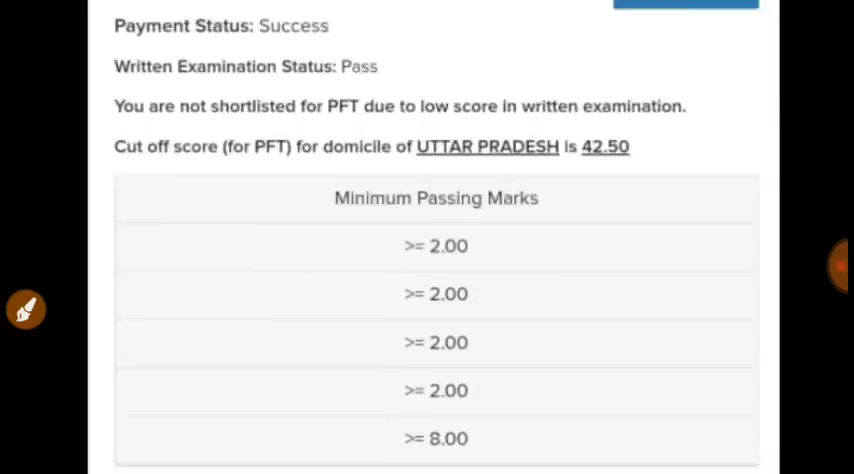 Payment Status: Success
Written Examination Status: Pass
You are not shortlisted for PFT due to low score in written examination.
Cut off score (for PFT) for domicile of UTTAR PRADESH is 42.50
Minimum Passing Marks
>= 2.00
>= 2.00
>= 2.00
>= 2.00
>= 8.00